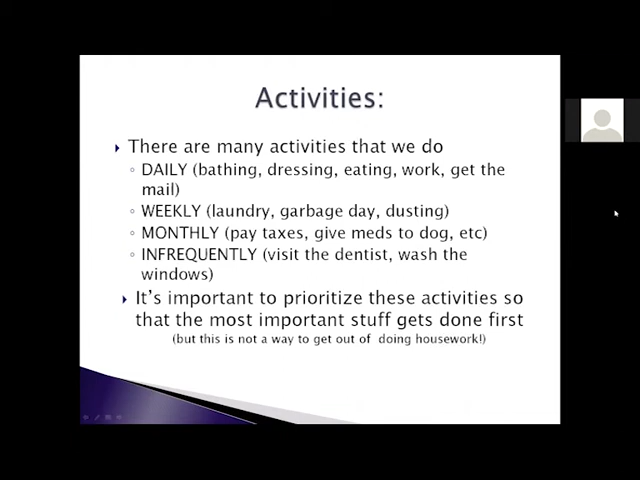 Activities:
There are many activities that we do
DAILY (bathing, dressing, eating, work, get the
mail)
WEEKLY (laundry, garbage day, dusting)
MONTHLY (pay taxes, give meds to dog, etc)
INFREQUENTLY (visit the dentist, wash the
windows)
It's important to prioritize these activities so
that the most important stuff gets done first
(but this is not a way to get out of doing housework!)